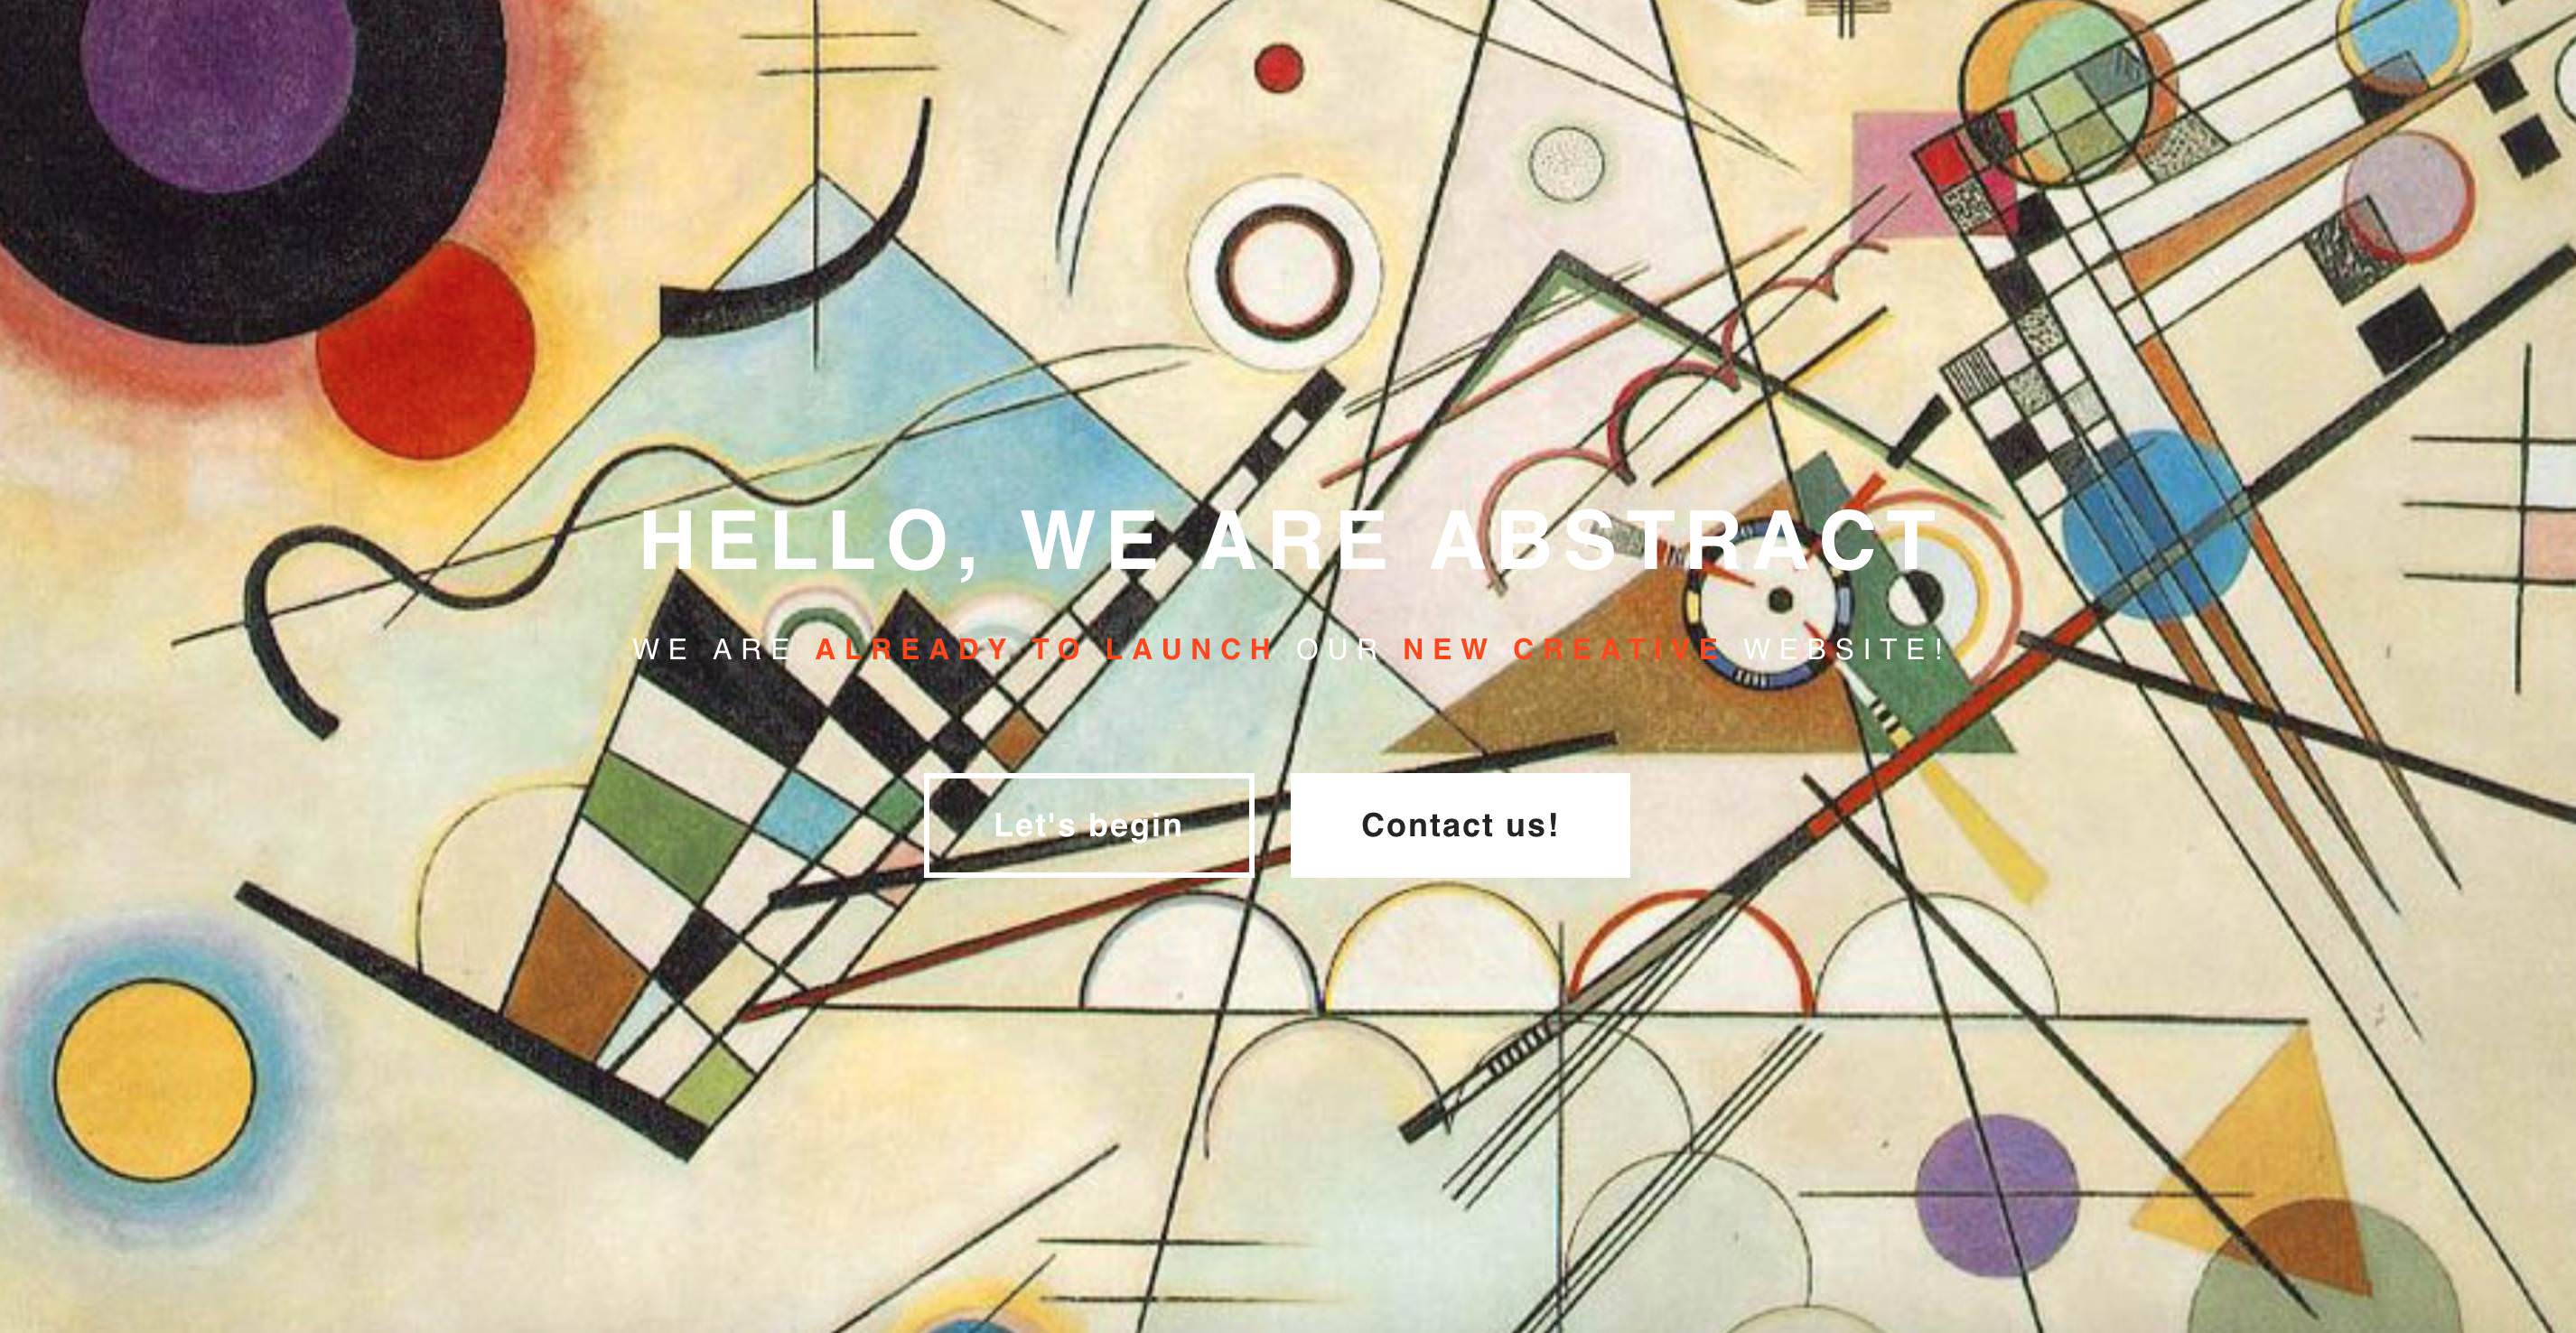 HELLO, WE ARE ABSTRACT
WE ARE ALREADY TO LAUNCH OUR NEW CREATIVE WEBSITE!
Let's begin
Contact us!